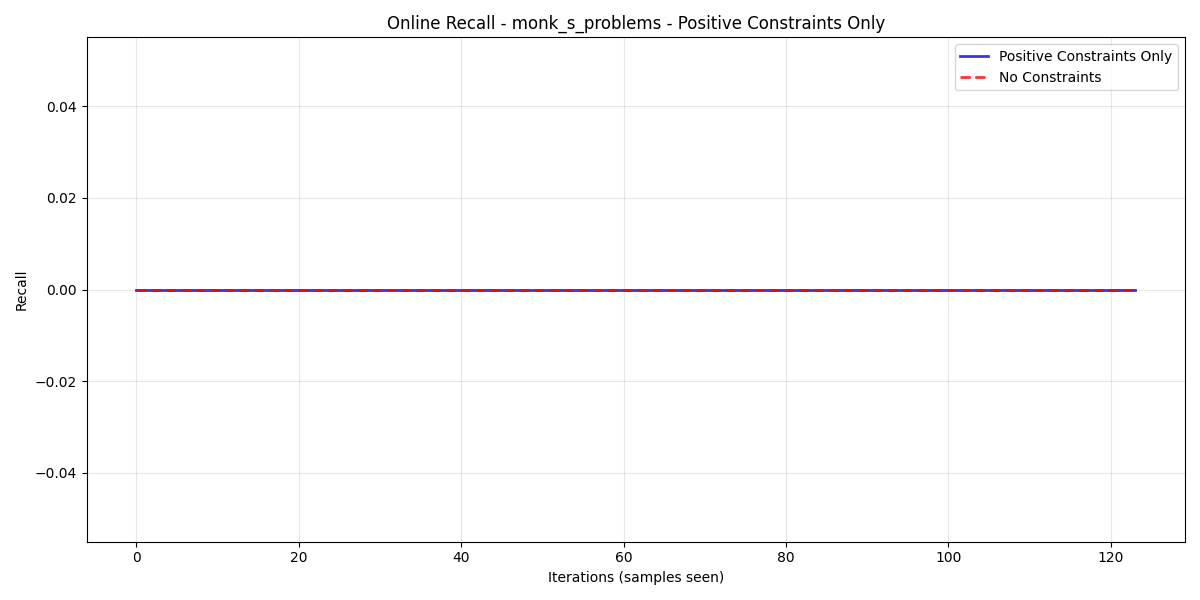 Online Recall - monk_s_problems - Positive Constraints Only
Positive Constraints Only
No Constraints
0.04
0.02
0.00
−0.02
−0.04
Recall
0 20 40 60 80 100 120
Iterations (samples seen)